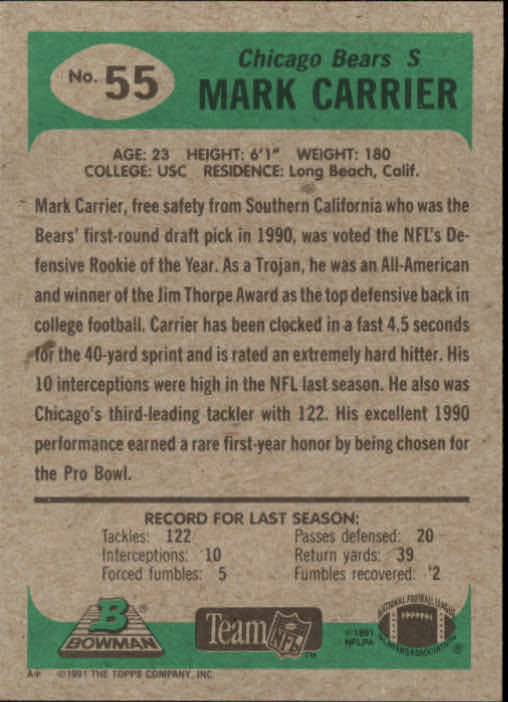 No. 55
Chicago Bears S
MARK CARRIER
AGE: 23 HEIGHT: 6'1" WEIGHT: 180
COLLEGE: USC RESIDENCE: Long Beach, Calif.
Mark Carrier, free safety from Southern California who was the
Bears' first-round draft pick in 1990, was voted the NFL's De-
fensive Rookie of the Year. As a Trojan, he was an All-American
and winner of the Jim Thorpe Award as the top defensive back in
college football. Carrier has been clocked in a fast 4.5 seconds
for the 40-yard sprint and is rated an extremely hard hitter. His
10 interceptions were high in the NFL last season. He also was
Chicago's third-leading tackler with 122. His excellent 1990
performance earned a rare first-year honor by being chosen for
the Pro Bowl.
RECORD FOR LAST SEASON:
Tackles: 122 Passes defensed: 20
Interceptions: 10 Return yards: 39
Forced fumbles: 5 Fumbles recovered: 2
B
BOWMAN®
Team NFL™
©1991
NFLPA
NATIONAL FOOTBALL LEAGUE
PLAYERS ASSOCIATION ®
©1991 THE TOPPS COMPANY, INC.